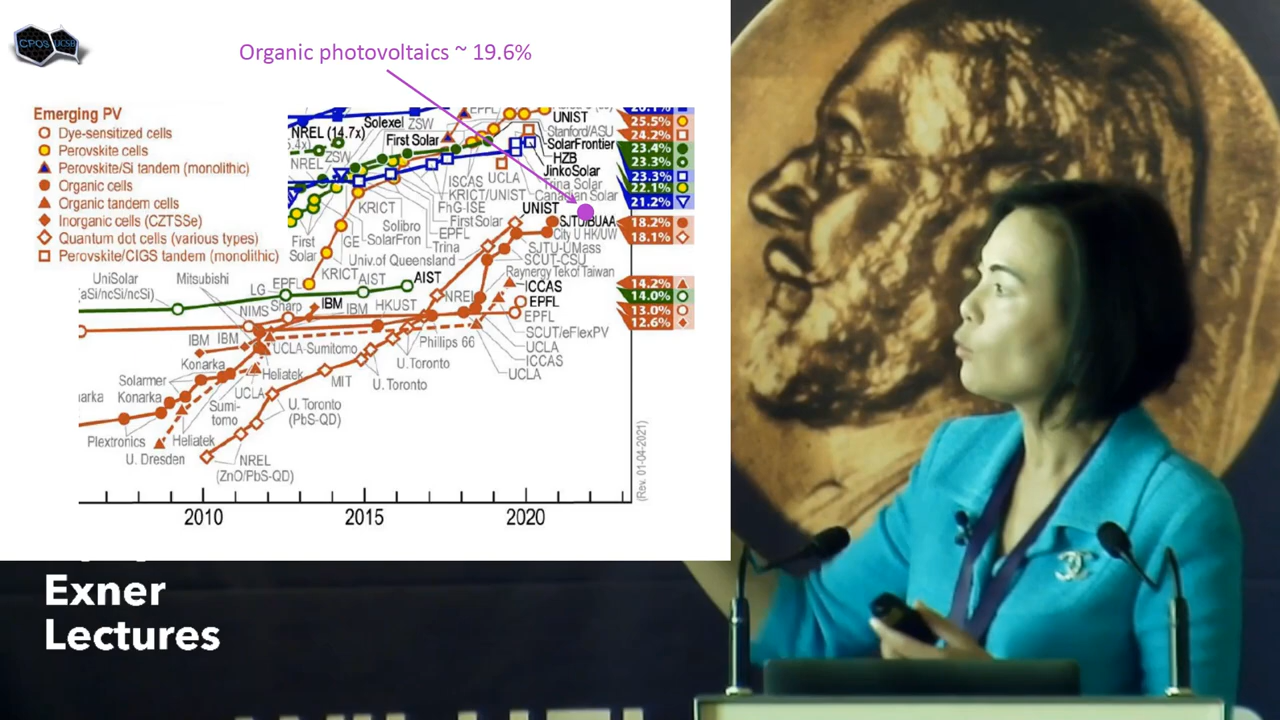 CPOS UCSB
Organic photovoltaics ~ 19.6%
Emerging PV
Dye-sensitized cells
Perovskite cells
Perovskite/Si tandem (monolithic)
Organic cells
Organic tandem cells
Inorganic cells (CZTSSe)
Quantum dot cells (various types)
Perovskite/CIGS tandem (monolithic)
Solexel
ZSW
EPFL
NREL (14.7x)
First Solar
NREL
ZSW
UNIST
Stanford/ASU
SolarFrontier
HZB
JinkoSolar
Trina Solar
Canadian Solar
UCLA
ISCAS
KRICT/UNIST
FhG-ISE
First Solar
EPFL
Trina
KRICT
Solibro
SolarFron
GE
First
Solar
Univ.of Queensland
UNIST
SJTU/BUAA
City U HK/UW
SJTU-UMass
SCUT-CSU
Raynergy Tek of Taiwan
ICCAS
EPFL
EPFL
SCUT/eFlexPV
UCLA
ICCAS
UCLA
25.5%
24.2%
23.4%
23.3%
23.3%
22.1%
21.2%
18.2%
18.1%
14.2%
14.0%
13.0%
12.6%
UniSolar
(aSi/ncSi/ncSi)
Mitsubishi
LG
EPFL
KRICT
AIST
AIST
NIMS
Sharp
IBM
IBM
HKUST
NREL
IBM
IBM
UCLA-Sumitomo
Phillips 66
U.Toronto
Konarka
Heliatek
MIT
U. Toronto
Solarmer
Konarka
UCLA
Sumi-
tomo
U. Toronto
(PbS-QD)
Plextronics
Heliatek
U. Dresden
NREL
(ZnO/PbS-QD)
(Rev. 01-04-2021)
2010
2015
2020
Exner
Lectures